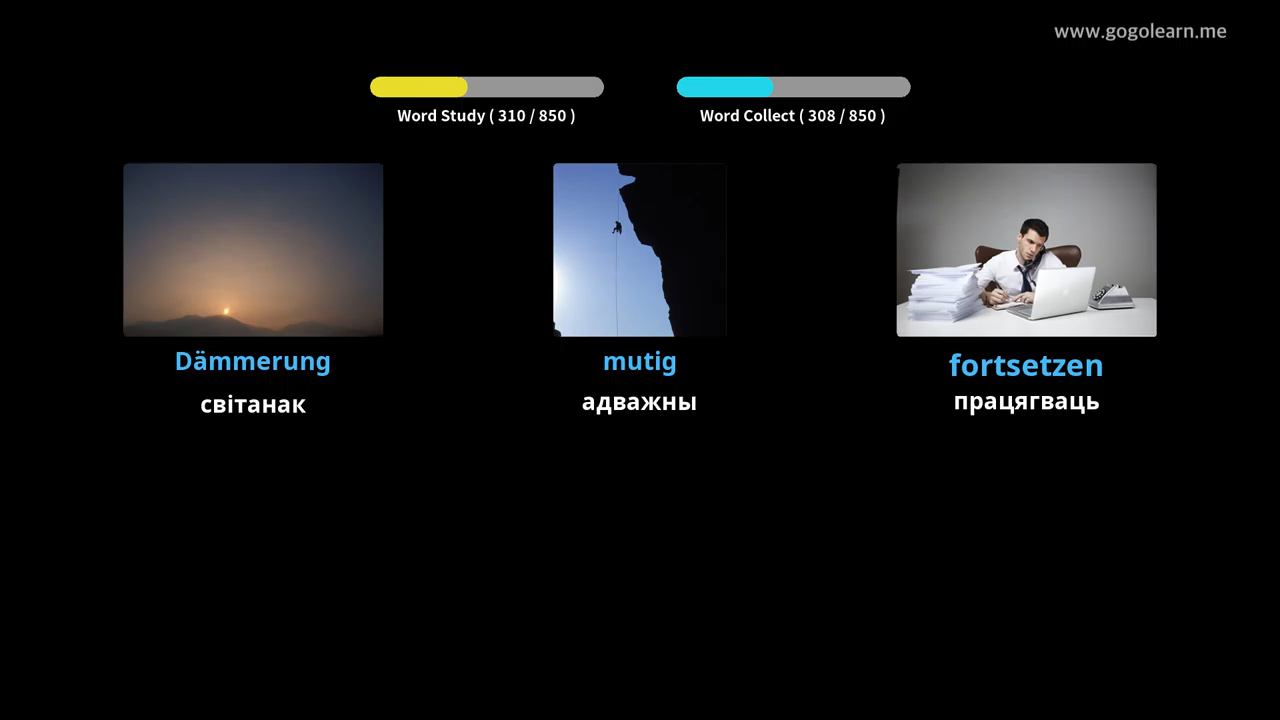 www.gogolearn.me
Word Study ( 310 / 850 )
Word Collect ( 308 / 850 )
Dämmerung
світанак
mutig
адважны
fortsetzen
працягваць